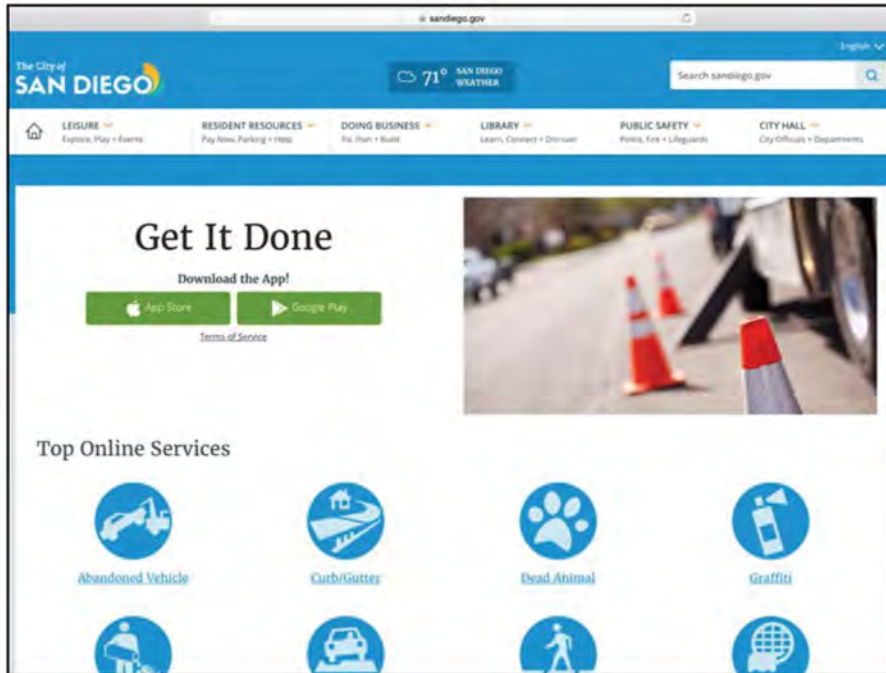 sandiego.gov
English
The City of
SAN DIEGO
71° SAN DIEGO WEATHER
Search sandiego.gov
LEISURE
Explore, Play + Events
RESIDENT RESOURCES
Pay Now, Parking + Help
DOING BUSINESS
Fix, Plan + Build
LIBRARY
Learn, Connect + Discover
PUBLIC SAFETY
Police, Fire + Lifeguards
CITY HALL
City Officials + Departments
Get It Done
Download the App!
App Store
Google Play
Terms of Service
Top Online Services
Abandoned Vehicle
Curb/Gutter
Dead Animal
Graffiti